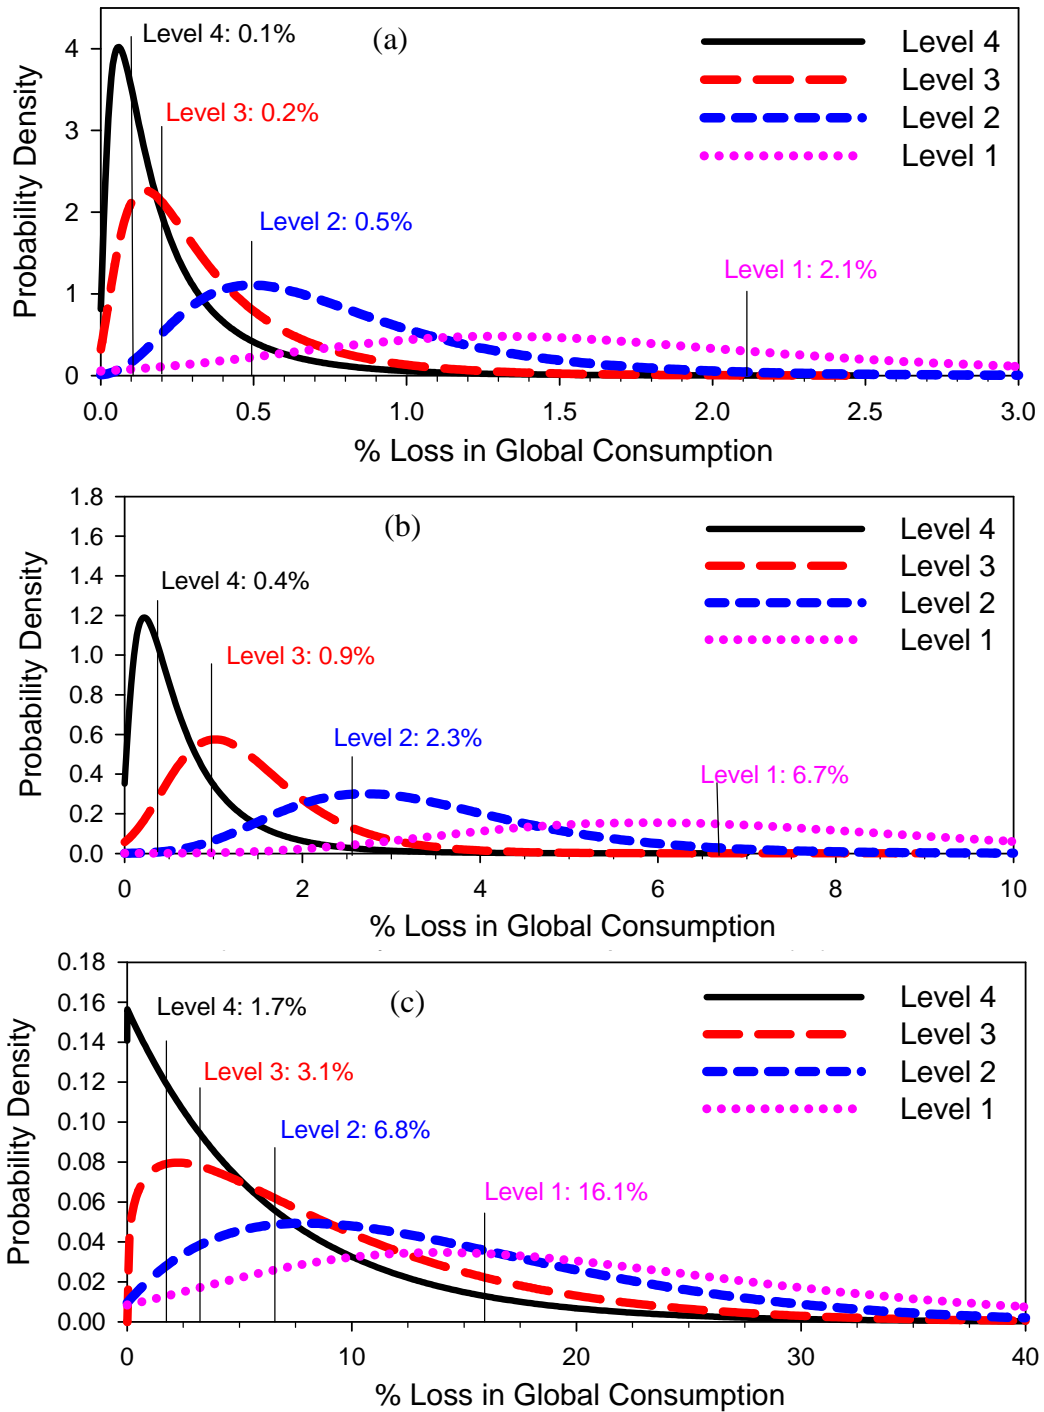 (a)
Level 4: 0.1%
Level 3: 0.2%
Level 2: 0.5%
Level 1: 2.1%
Level 4
Level 3
Level 2
Level 1
Probability Density
4
3
2
1
0
0.0 0.5 1.0 1.5 2.0 2.5 3.0
% Loss in Global Consumption
(b)
Level 4: 0.4%
Level 3: 0.9%
Level 2: 2.3%
Level 1: 6.7%
Level 4
Level 3
Level 2
Level 1
Probability Density
1.8
1.6
1.4
1.2
1.0
0.8
0.6
0.4
0.2
0.0
0 2 4 6 8 10
% Loss in Global Consumption
(c)
Level 4: 1.7%
Level 3: 3.1%
Level 2: 6.8%
Level 1: 16.1%
Level 4
Level 3
Level 2
Level 1
Probability Density
0.18
0.16
0.14
0.12
0.10
0.08
0.06
0.04
0.02
0.00
0 10 20 30 40
% Loss in Global Consumption